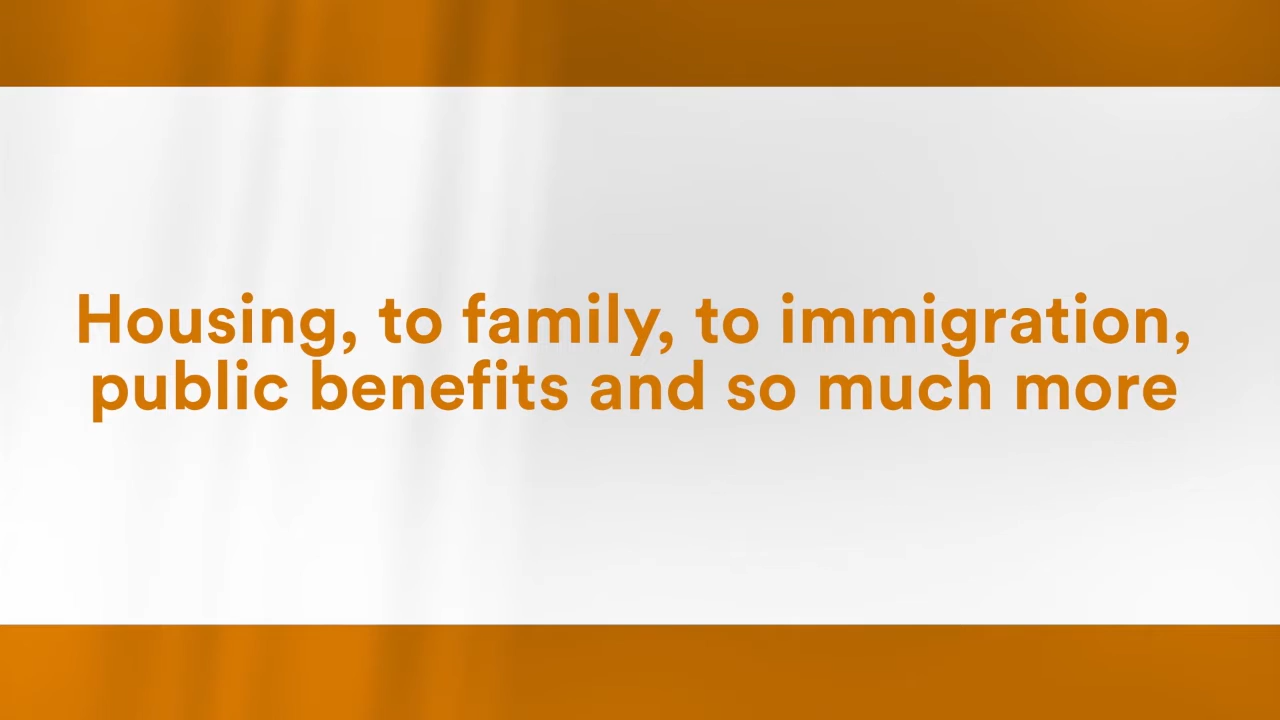 Housing, to family, to immigration,
public benefits and so much more